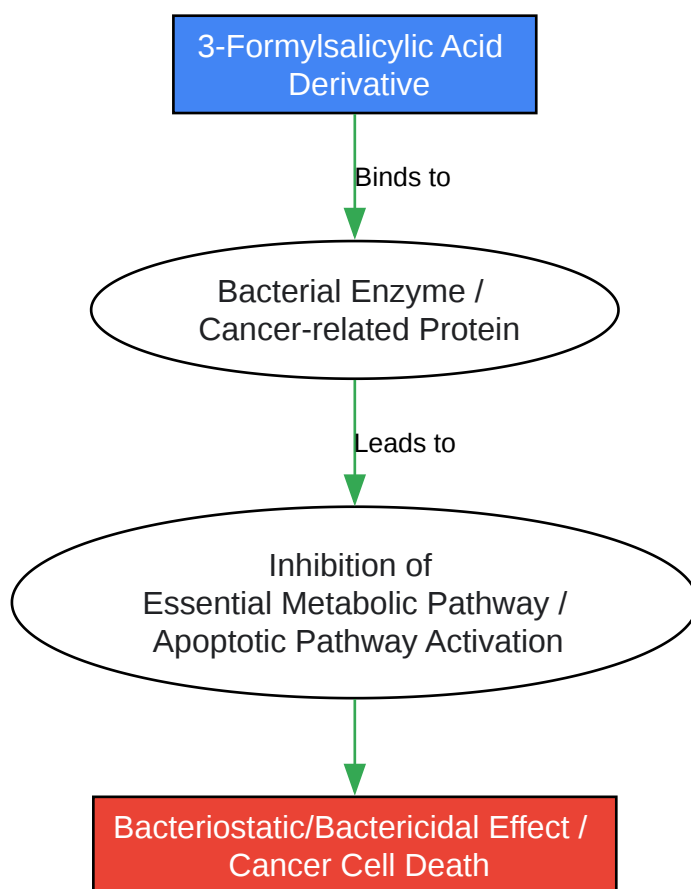 3-Formylsalicylic Acid
Derivative
Binds to
Bacterial Enzyme /
Cancer-related Protein
Leads to
Inhibition of
Essential Metabolic Pathway /
Apoptotic Pathway Activation
Bacteriostatic/Bactericidal Effect /
Cancer Cell Death